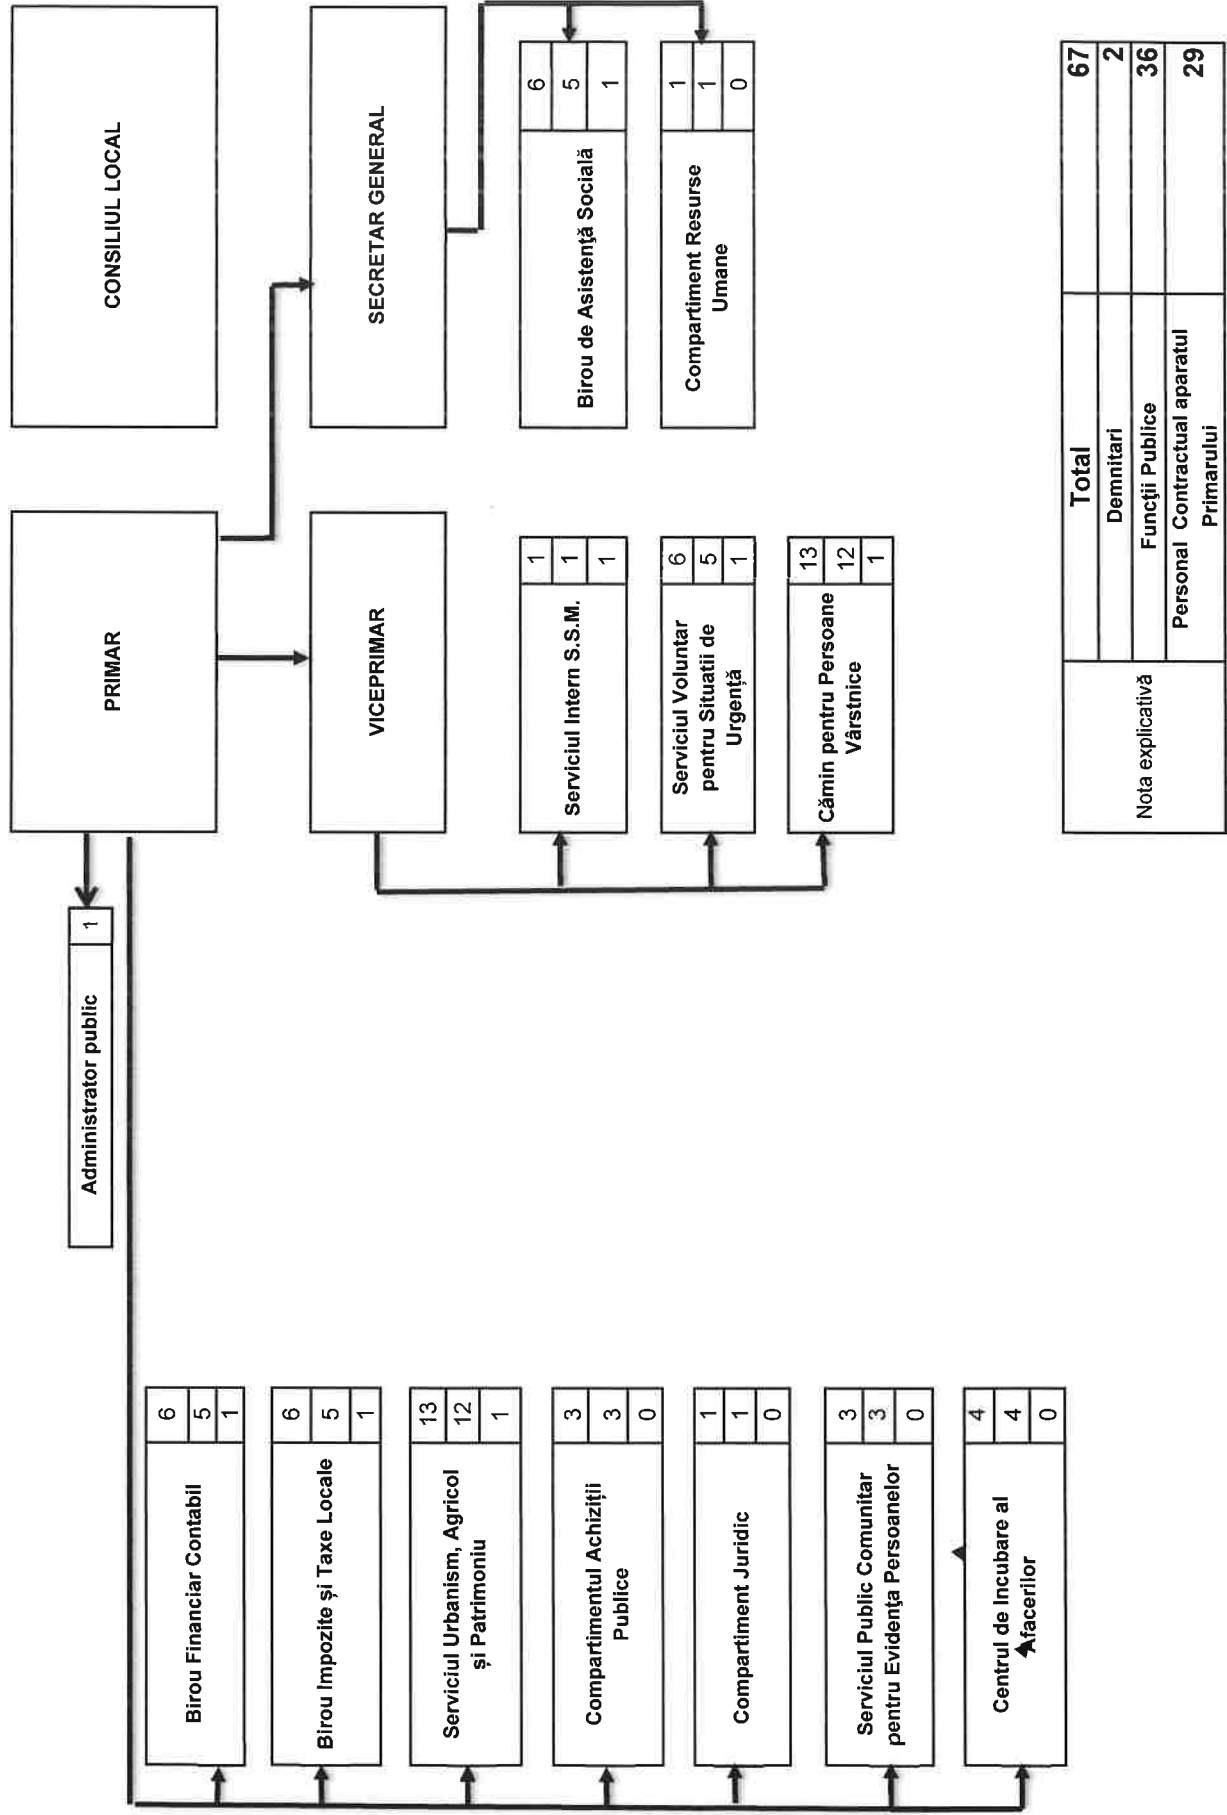 CONSILIUL LOCAL
PRIMAR
Administrator public 1
SECRETAR GENERAL
VICEPRIMAR
Birou Financiar Contabil
6
5
1
Birou Impozite și Taxe Locale
6
5
1
Serviciul Urbanism, Agricol
și Patrimoniu
13
12
1
Compartimentul Achiziții
Publice
3
3
0
Compartiment Juridic
1
1
0
Serviciul Public Comunitar
pentru Evidenţa Persoanelor
3
3
0
Centrul de Incubare al
Afacerilor
4
4
0
Serviciul Intern S.S.M.
1
1
1
Serviciul Voluntar
pentru Situatii de
Urgență
6
5
1
Cămin pentru Persoane
Vârstnice
13
12
1
Birou de Asistenţă Socială
6
5
1
Compartiment Resurse
Umane
1
1
0
Nota explicativă
Total 67
Demnitari 2
Funcţii Publice 36
Personal Contractual aparatul
Primarului
29